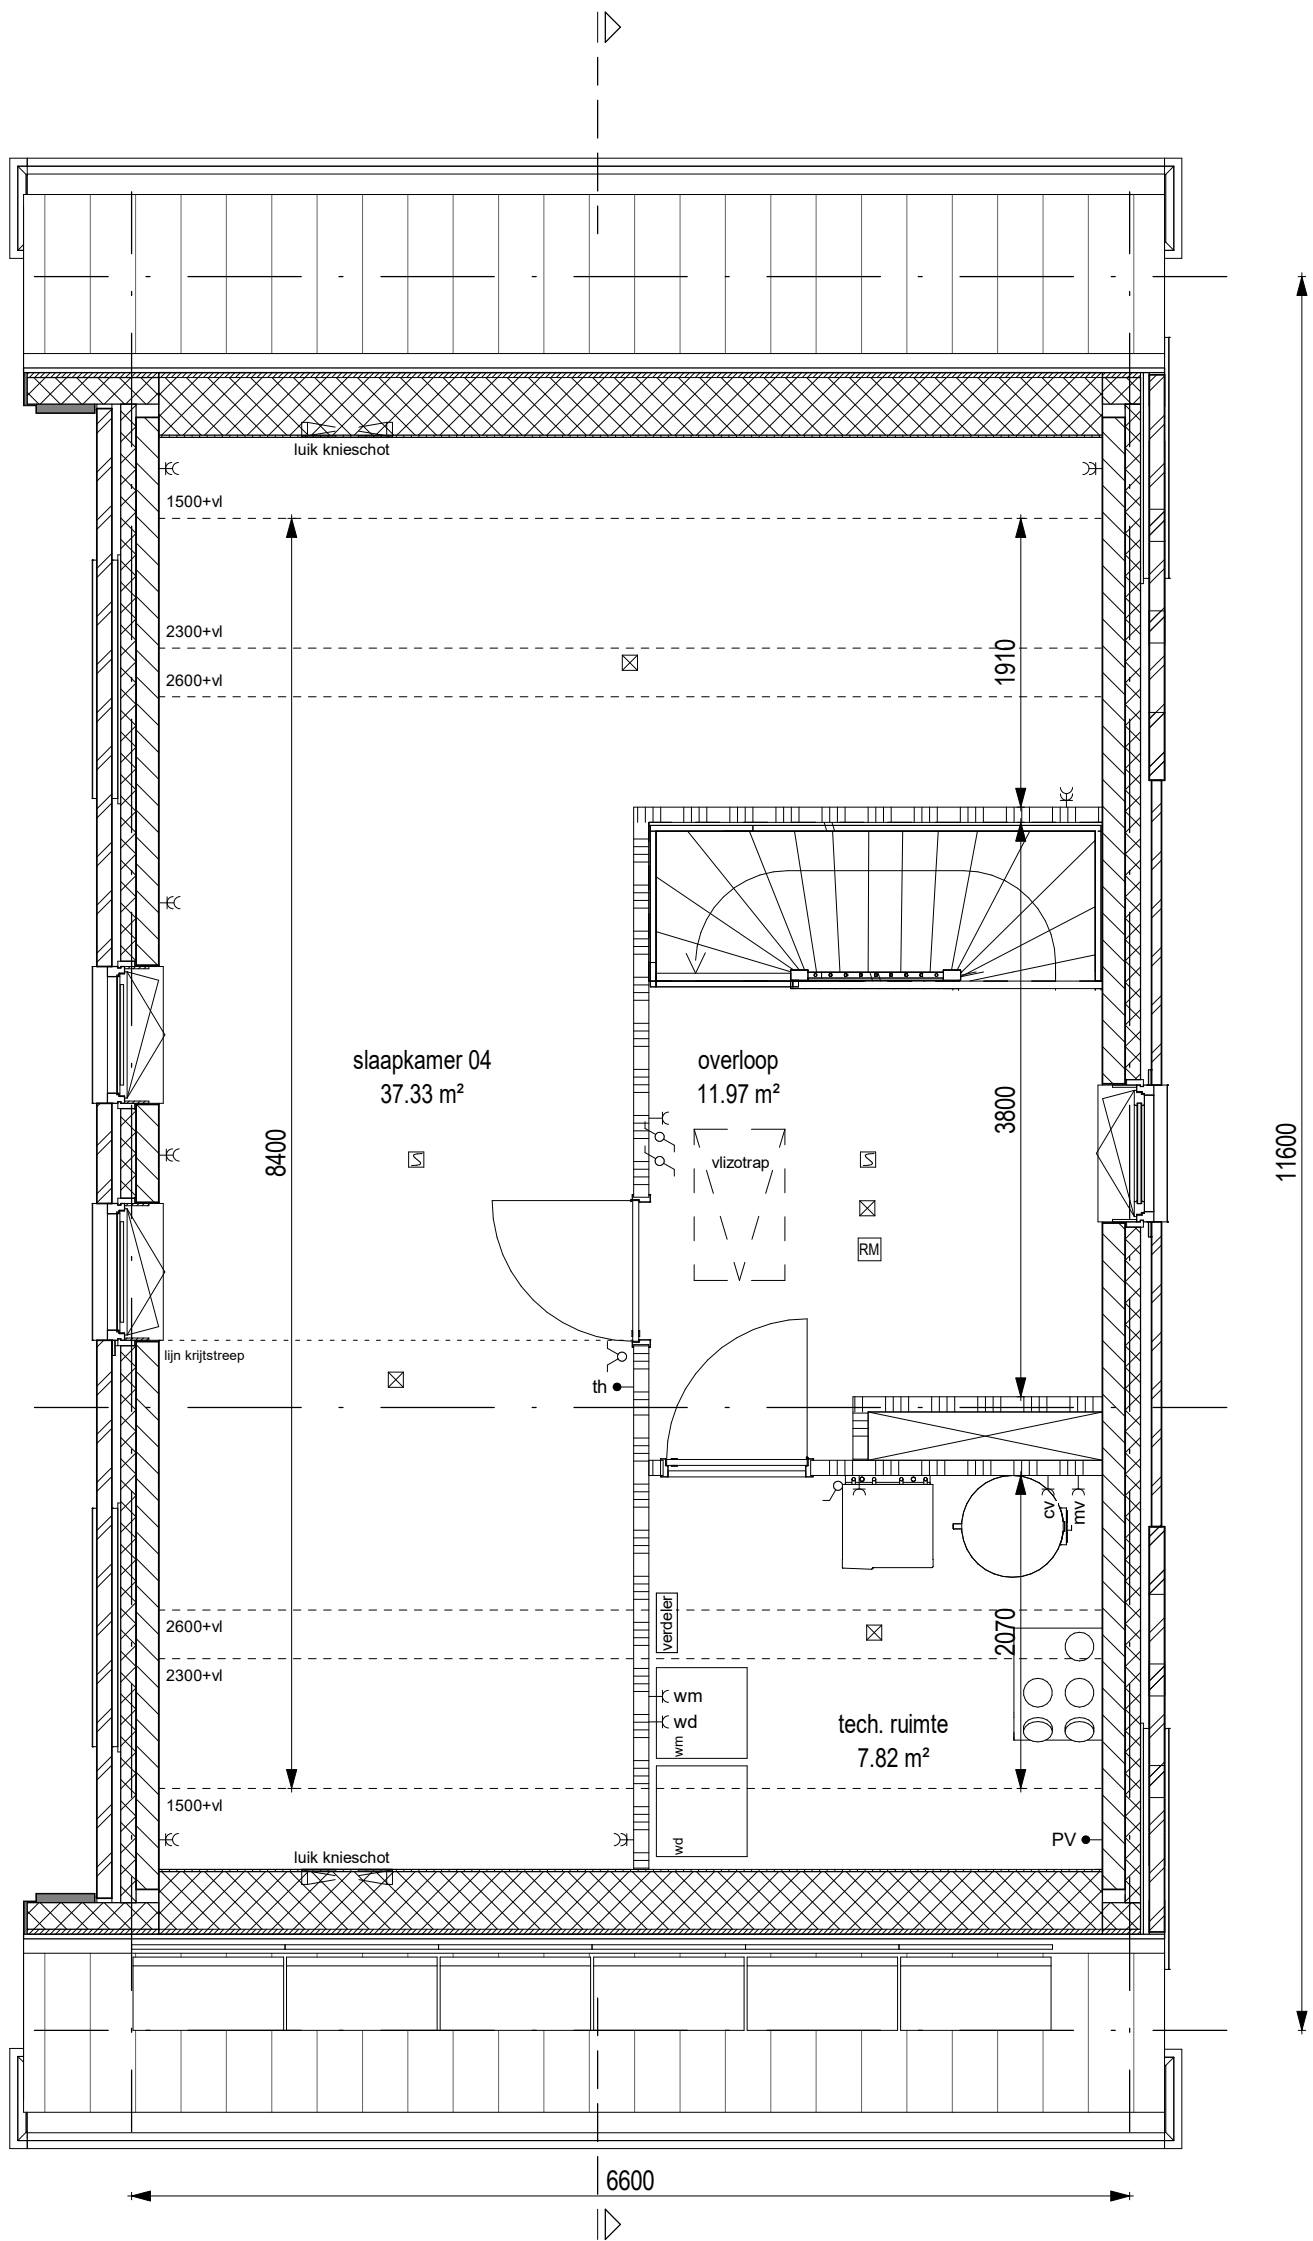 luik knieschot
1500+vl
2300+vl
2600+vl
1910
slaapkamer 04
37.33 m²
overloop
11.97 m²
3800
8400
11600
vlizotrap
RM
lijn krijtstreep
th
cv
mv
2600+vl
verdeler
2070
2300+vl
wm
wd
wm
tech. ruimte
7.82 m²
1500+vl
wd
PV
luik knieschot
6600